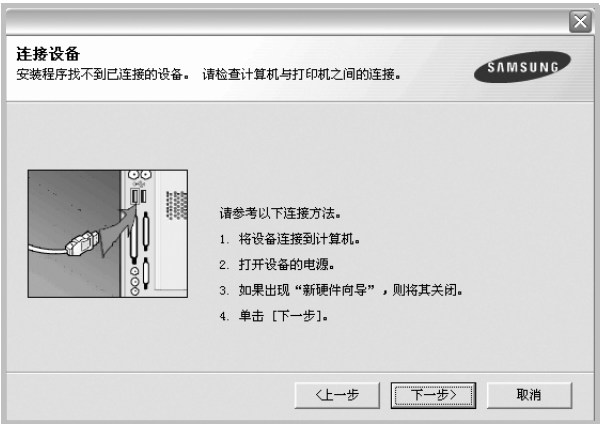 连接设备
安装程序找不到已连接的设备。 请检查计算机与打印机之间的连接。
SAMSUNG
请参考以下连接方法。
1. 将设备连接到计算机。
2. 打开设备的电源。
3. 如果出现“新硬件向导”，则将其关闭。
4. 单击 [下一步]。
<上一步
下一步>
取消